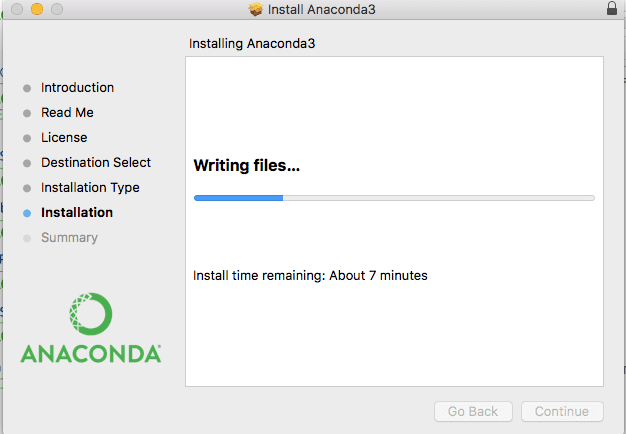 Install Anaconda3
Installing Anaconda3
Introduction
Read Me
License
Destination Select
Installation Type
Installation
Summary
Writing files...
Install time remaining: About 7 minutes
ANACONDA
Go Back
Continue